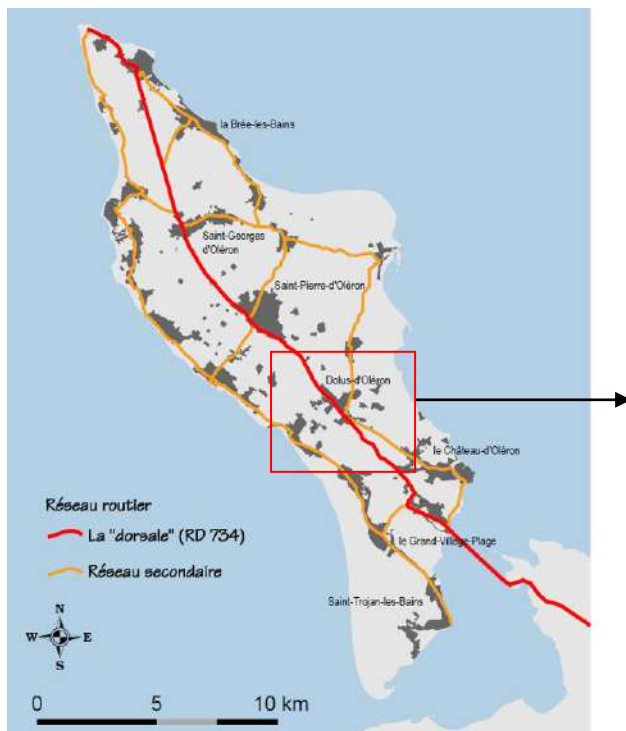 la Brée-les-Bains
Saint-Georges
d'Oléron
Saint-Pierre-d'Oléron
Dolus-d'Oléron
le Château-d'Oléron
Réseau routier
La "dorsale" (RD 734)
le Grand-Village-Plage
Réseau secondaire
Saint-Trojan-les-Bains
N
W E
S
0 5 10 km